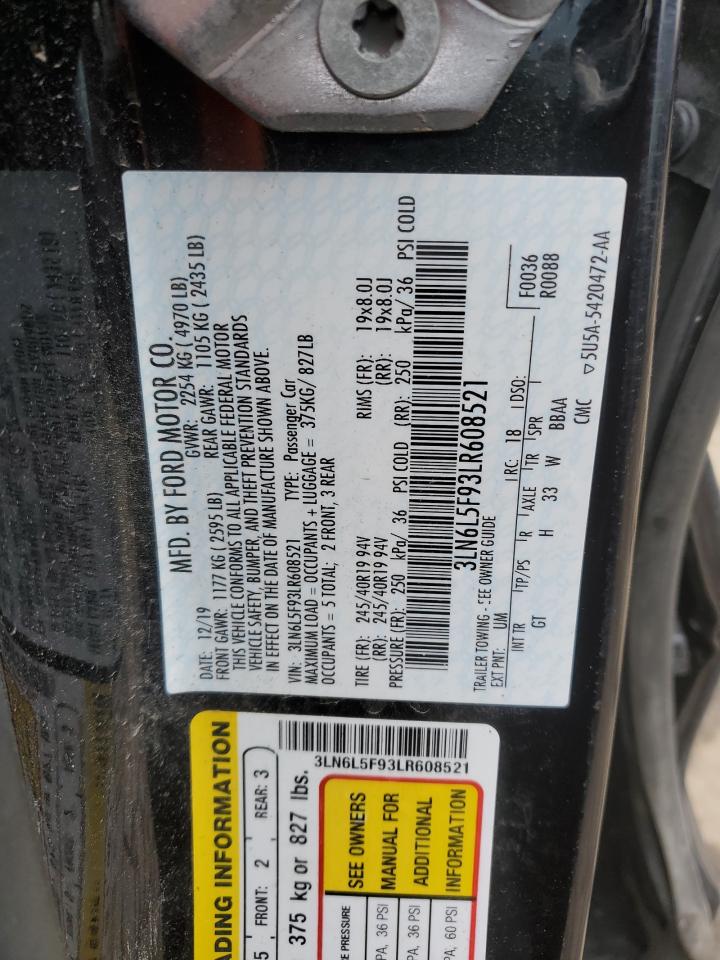 MFD. BY FORD MOTOR CO.
DATE: 12/19 GVWR: 2254 KG ( 4970 LB)
FRONT GAWR: 1177 KG ( 2595 LB) REAR GAWR: 1105 KG ( 2435 LB)
THIS VEHICLE CONFORMS TO ALL APPLICABLE FEDERAL MOTOR
VEHICLE SAFETY, BUMPER, AND THEFT PREVENTION STANDARDS
IN EFFECT ON THE DATE OF MANUFACTURE SHOWN ABOVE.
VIN: 3LN6L5F93LR608521 TYPE: Passenger Car
MAXIMUM LOAD = OCCUPANTS + LUGGAGE = 375KG/ 827LB
OCCUPANTS = 5 TOTAL; 2 FRONT, 3 REAR
TIRE (FR): 245/40R19 94V RIMS (FR): 19x8.0J
(RR): 245/40R19 94V (RR): 19x8.0J
PRESSURE (FR): 250 kPa/ 36 PSI COLD (RR): 250 kPa/ 36 PSI COLD
3LN6L5F93LR608521
TRAILER TOWING - SEE OWNER GUIDE
EXT PNT: UM RC: 18 DSO: F0036
R0088
INT TR TP/PS R AXLE TR SPR
GT H 33 W BBAA
CMC ▽5U5A-5420472-AA
ADING INFORMATION
5 FRONT: 2 REAR: 3
375 kg or 827 lbs.
3LN6L5F93LR608521
E PRESSURE
PA, 36 PSI
PA, 36 PSI
PA, 60 PSI
SEE OWNERS
MANUAL FOR
ADDITIONAL
INFORMATION